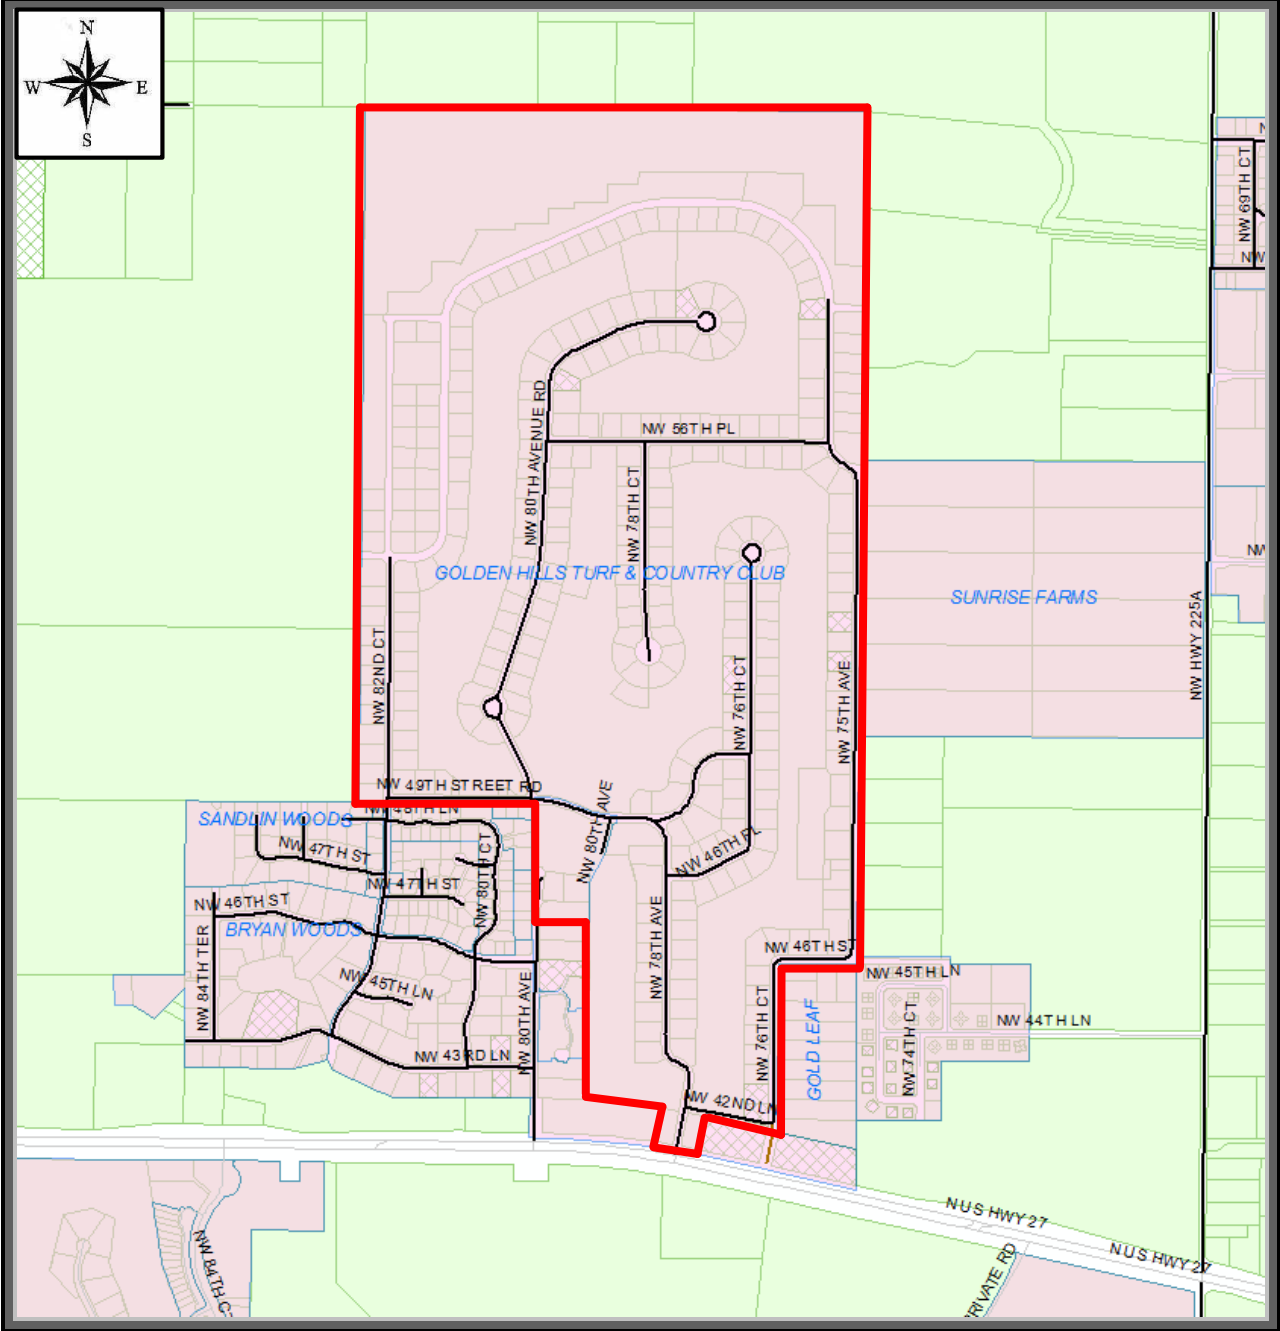 N
W E
S
NW 69TH CT
N
NW
NW 80TH AVENUE RD
NW 56TH PL
NW 78TH CT
GOLDEN HILLS TURF & COUNTRY CLUB
NW
SUNRISE FARMS
NW HWY 225A
NW 82ND CT
NW 76TH CT
NW 75TH AVE
NW 49TH STREET RD
NW 48TH LN
SANDLIN WOODS
NW 80TH AVE
NW 47TH ST
NW 80TH CT
NW 46TH PL
NW 47TH ST
NW 46TH ST
BRYAN WOODS
NW 78TH AVE
NW 46TH ST
NW 84TH TER
NW 45TH LN
NW 45TH LN
NW 80TH AVE
NW 76TH CT
GOLD LEAF
NW 74TH CT
NW 44TH LN
NW 43RD LN
NW 42ND LN
N US HWY 27
N US HWY 27
NW 84TH C
PRIVATE RD